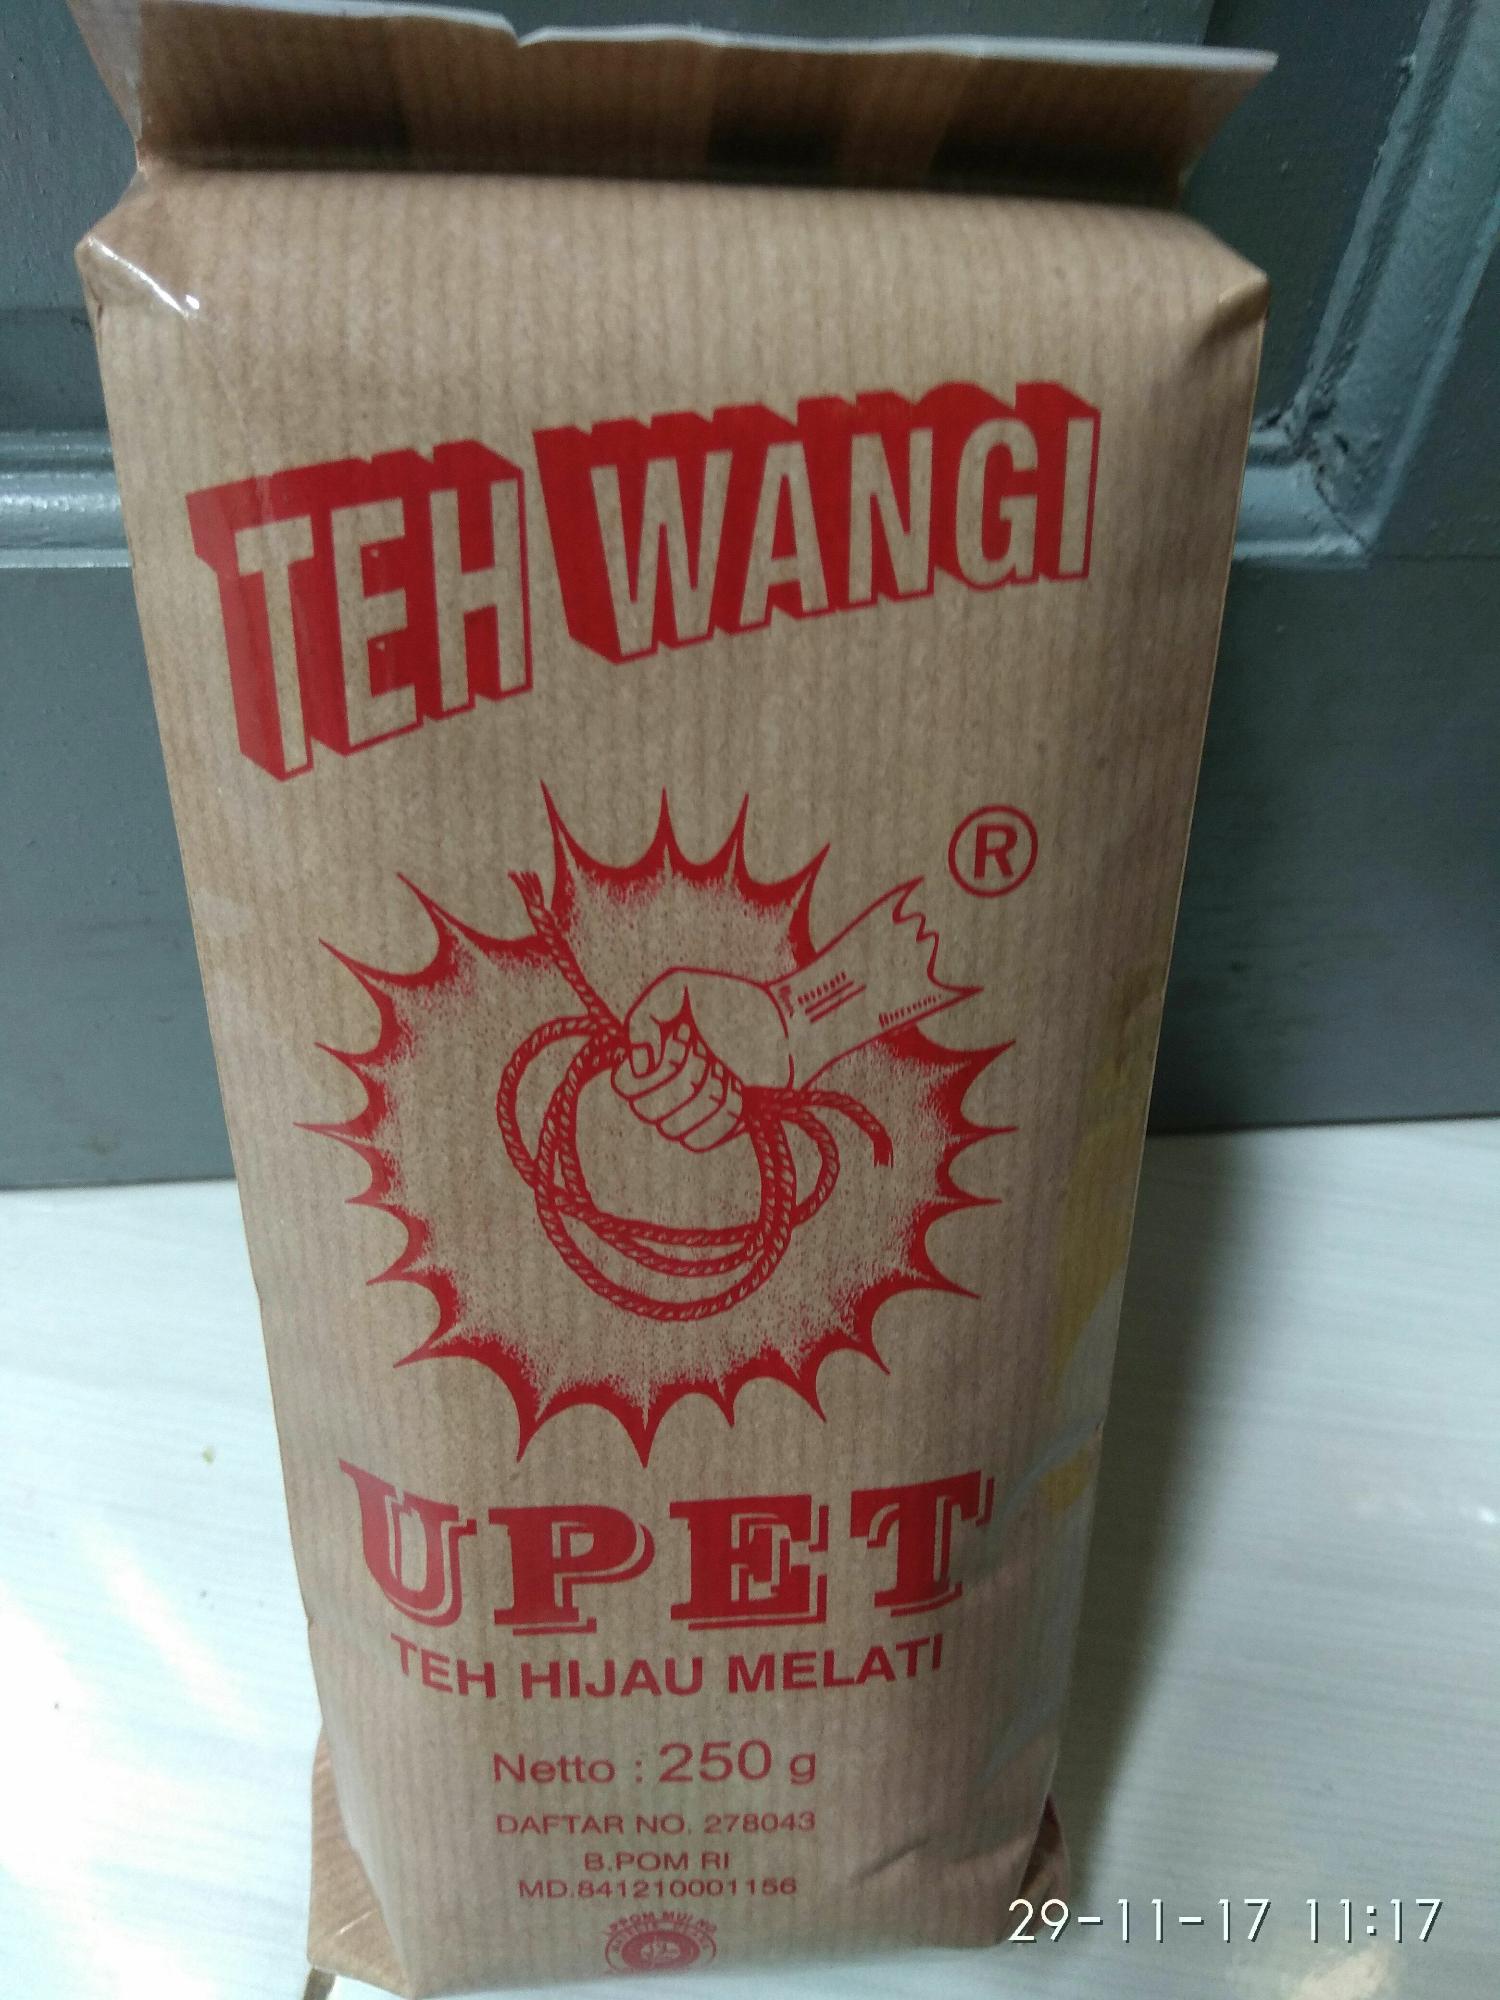 TEH WANGI
®
UPET
TEH HIJAU MELATI
Netto : 250 g
DAFTAR NO. 278043
B.POM RI
MD.841210001156
29-11-17 11:17